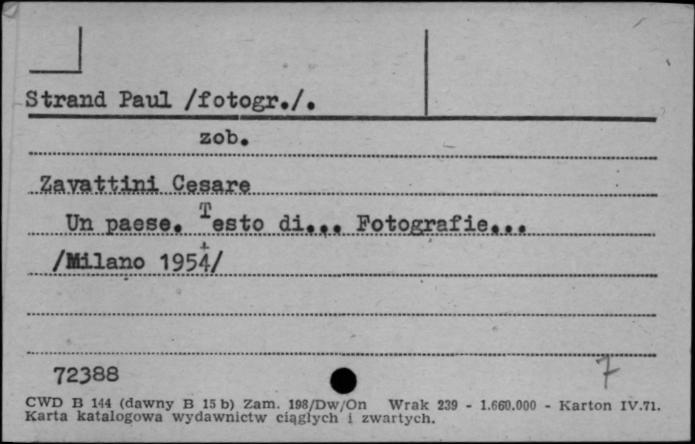 Strand Paul /fotogr./.
zob.
Zavattini Cesare
Un paese. Testo di... Fotografie...
/Milano 1954/
72388
7
CWD B 144 (dawny B 15 b) Zam. 198/Dw/On Wrak 239 - 1.660.000 - Karton IV.71.
Karta katalogowa wydawnictw ciągłych i zwartych.